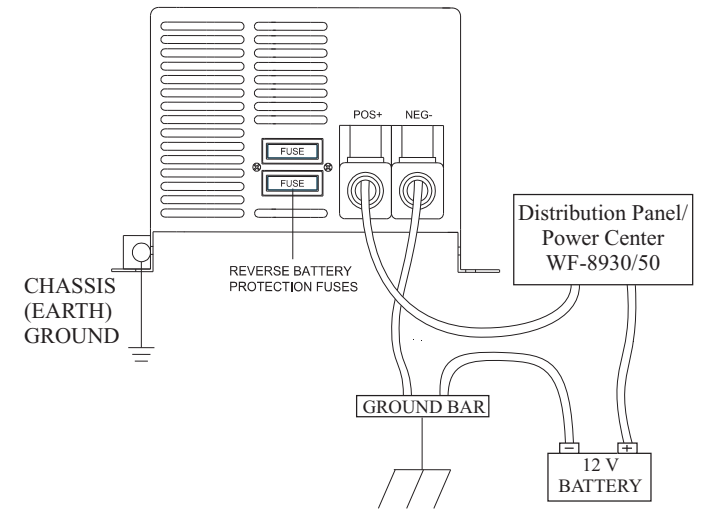 POS+ NEG-
FUSE
FUSE
Distribution Panel/
Power Center
WF-8930/50
REVERSE BATTERY
PROTECTION FUSES
CHASSIS
(EARTH)
GROUND
GROUND BAR
- +
12 V
BATTERY